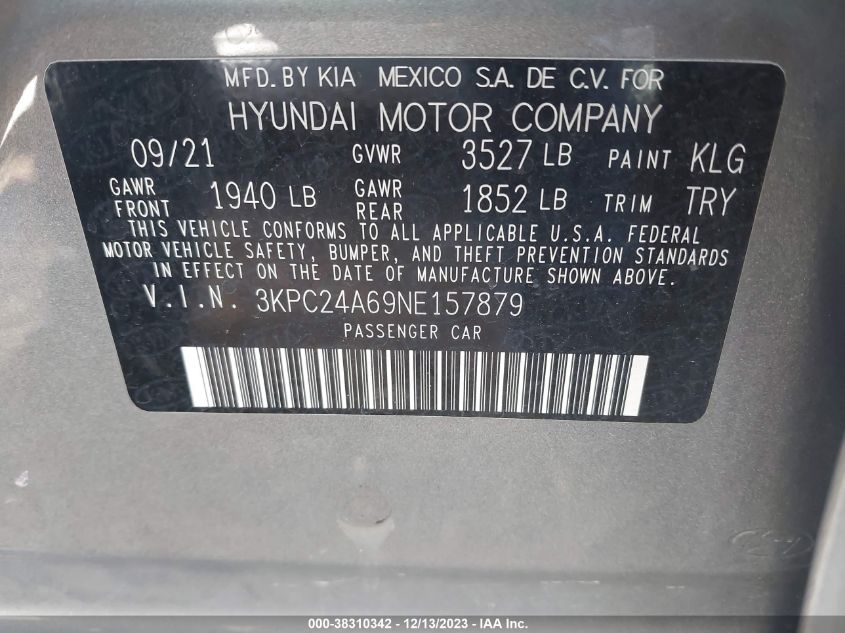 MFD. BY KIA MEXICO S.A. DE C.V. FOR
HYUNDAI MOTOR COMPANY
09/21 GVWR 3527 LB PAINT KLG
GAWR FRONT 1940 LB GAWR REAR 1852 LB TRIM TRY
THIS VEHICLE CONFORMS TO ALL APPLICABLE U.S.A. FEDERAL
MOTOR VEHICLE SAFETY, BUMPER, AND THEFT PREVENTION STANDARDS
IN EFFECT ON THE DATE OF MANUFACTURE SHOWN ABOVE.
V.I.N. 3KPC24A69NE157879
PASSENGER CAR
000-38310342 - 12/13/2023 - IAA Inc.